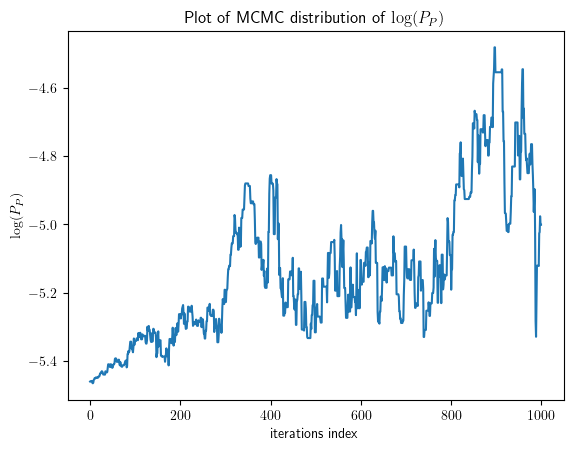 Plot of MCMC distribution of log(P_P)
log(P_P)
−4.6
−4.8
−5.0
−5.2
−5.4
0 200 400 600 800 1000
iterations index